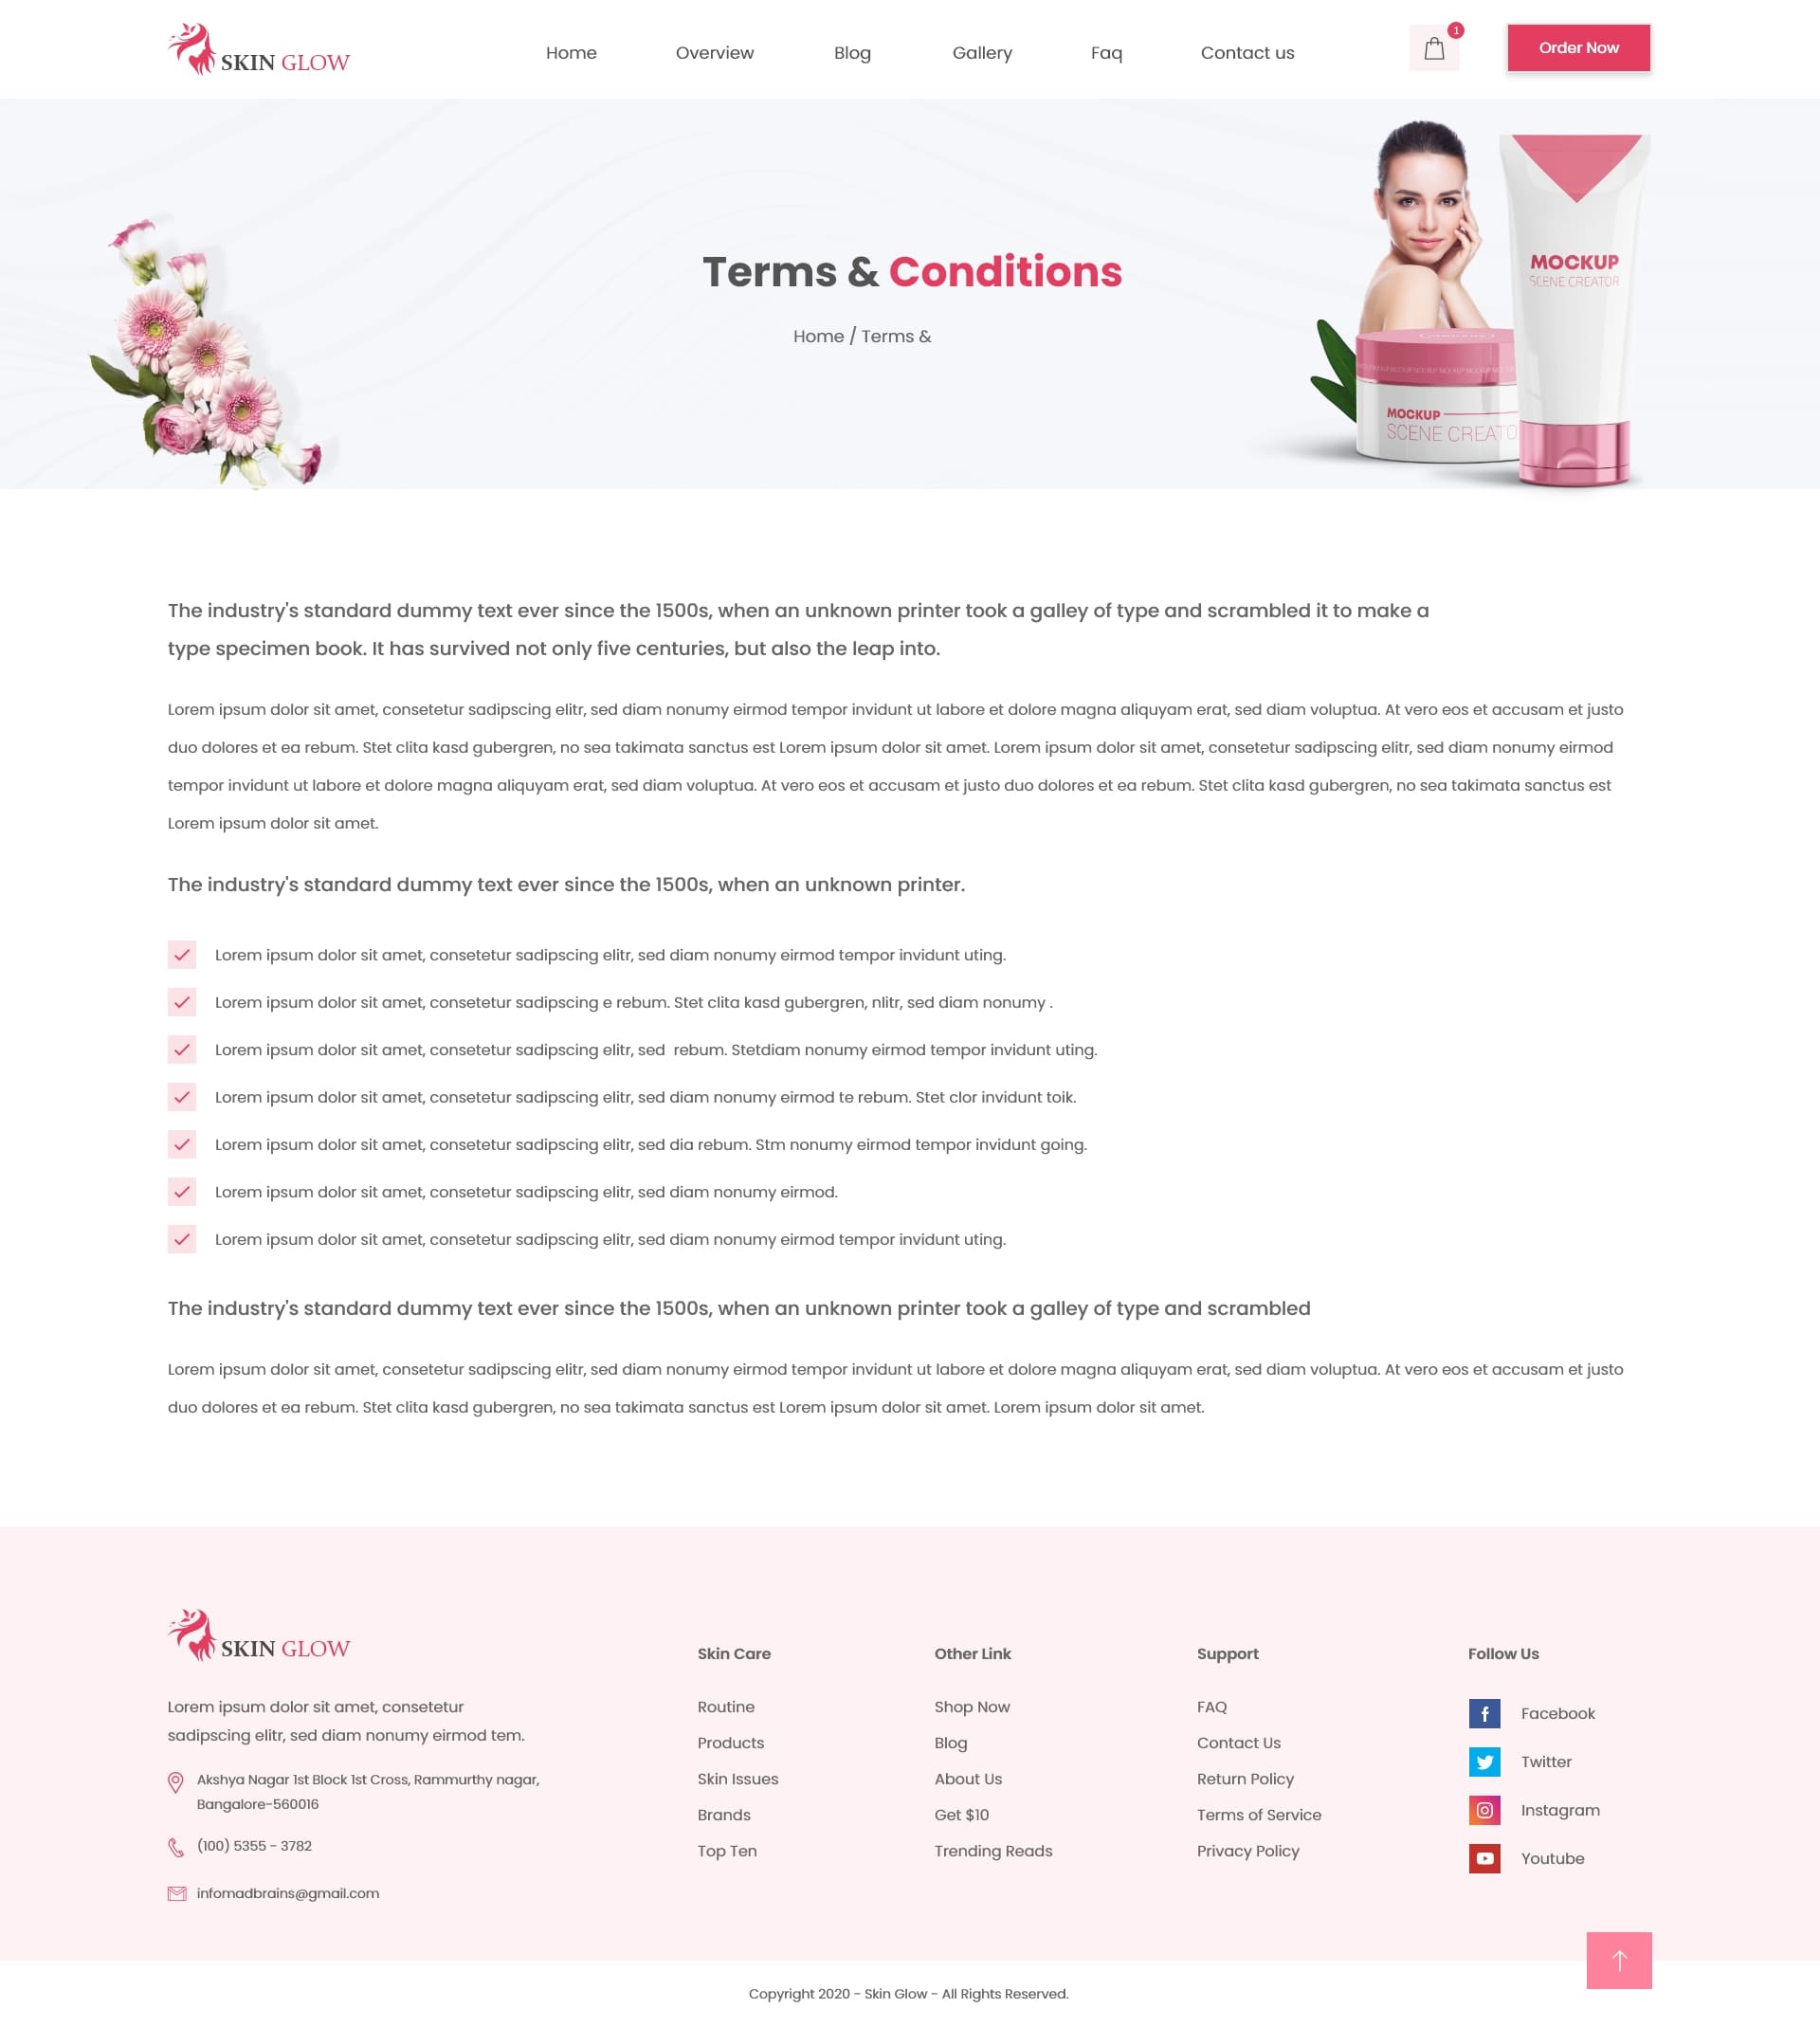 SKIN GLOW
Home
Overview
Blog
Gallery
Faq
Contact us
1
Order Now
Terms & Conditions
Home / Terms &
MOCKUP
SCENE CREATOR
MOCKUP
SCENE CREATO
The industry's standard dummy text ever since the 1500s, when an unknown printer took a galley of type and scrambled it to make a
type specimen book. It has survived not only five centuries, but also the leap into.
Lorem ipsum dolor sit amet, consetetur sadipscing elitr, sed diam nonumy eirmod tempor invidunt ut labore et dolore magna aliquyam erat, sed diam voluptua. At vero eos et accusam et justo
duo dolores et ea rebum. Stet clita kasd gubergren, no sea takimata sanctus est Lorem ipsum dolor sit amet. Lorem ipsum dolor sit amet, consetetur sadipscing elitr, sed diam nonumy eirmod
tempor invidunt ut labore et dolore magna aliquyam erat, sed diam voluptua. At vero eos et accusam et justo duo dolores et ea rebum. Stet clita kasd gubergren, no sea takimata sanctus est
Lorem ipsum dolor sit amet.
The industry's standard dummy text ever since the 1500s, when an unknown printer.
Lorem ipsum dolor sit amet, consetetur sadipscing elitr, sed diam nonumy eirmod tempor invidunt uting.
Lorem ipsum dolor sit amet, consetetur sadipscing e rebum. Stet clita kasd gubergren, nlitr, sed diam nonumy .
Lorem ipsum dolor sit amet, consetetur sadipscing elitr, sed  rebum. Stetdiam nonumy eirmod tempor invidunt uting.
Lorem ipsum dolor sit amet, consetetur sadipscing elitr, sed diam nonumy eirmod te rebum. Stet clor invidunt toik.
Lorem ipsum dolor sit amet, consetetur sadipscing elitr, sed dia rebum. Stm nonumy eirmod tempor invidunt going.
Lorem ipsum dolor sit amet, consetetur sadipscing elitr, sed diam nonumy eirmod.
Lorem ipsum dolor sit amet, consetetur sadipscing elitr, sed diam nonumy eirmod tempor invidunt uting.
The industry's standard dummy text ever since the 1500s, when an unknown printer took a galley of type and scrambled
Lorem ipsum dolor sit amet, consetetur sadipscing elitr, sed diam nonumy eirmod tempor invidunt ut labore et dolore magna aliquyam erat, sed diam voluptua. At vero eos et accusam et justo
duo dolores et ea rebum. Stet clita kasd gubergren, no sea takimata sanctus est Lorem ipsum dolor sit amet. Lorem ipsum dolor sit amet.
SKIN GLOW
Lorem ipsum dolor sit amet, consetetur
sadipscing elitr, sed diam nonumy eirmod tem.
Akshya Nagar 1st Block 1st Cross, Rammurthy nagar,
Bangalore-560016
(100) 5355 - 3782
infomadbrains@gmail.com
Skin Care
Routine
Products
Skin Issues
Brands
Top Ten
Other Link
Shop Now
Blog
About Us
Get $10
Trending Reads
Support
FAQ
Contact Us
Return Policy
Terms of Service
Privacy Policy
Follow Us
Facebook
Twitter
Instagram
Youtube
Copyright 2020 - Skin Glow - All Rights Reserved.